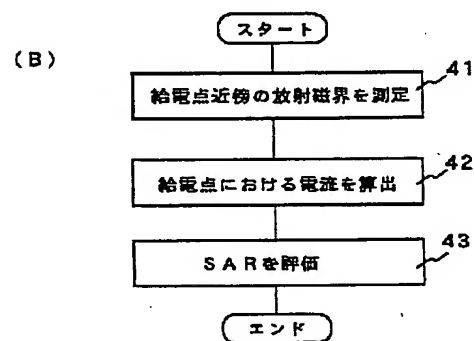 スタート
(B)
41
給電点近傍の放射磁界を測定
42
給電点における電流を算出
43
SARを評価
エンド